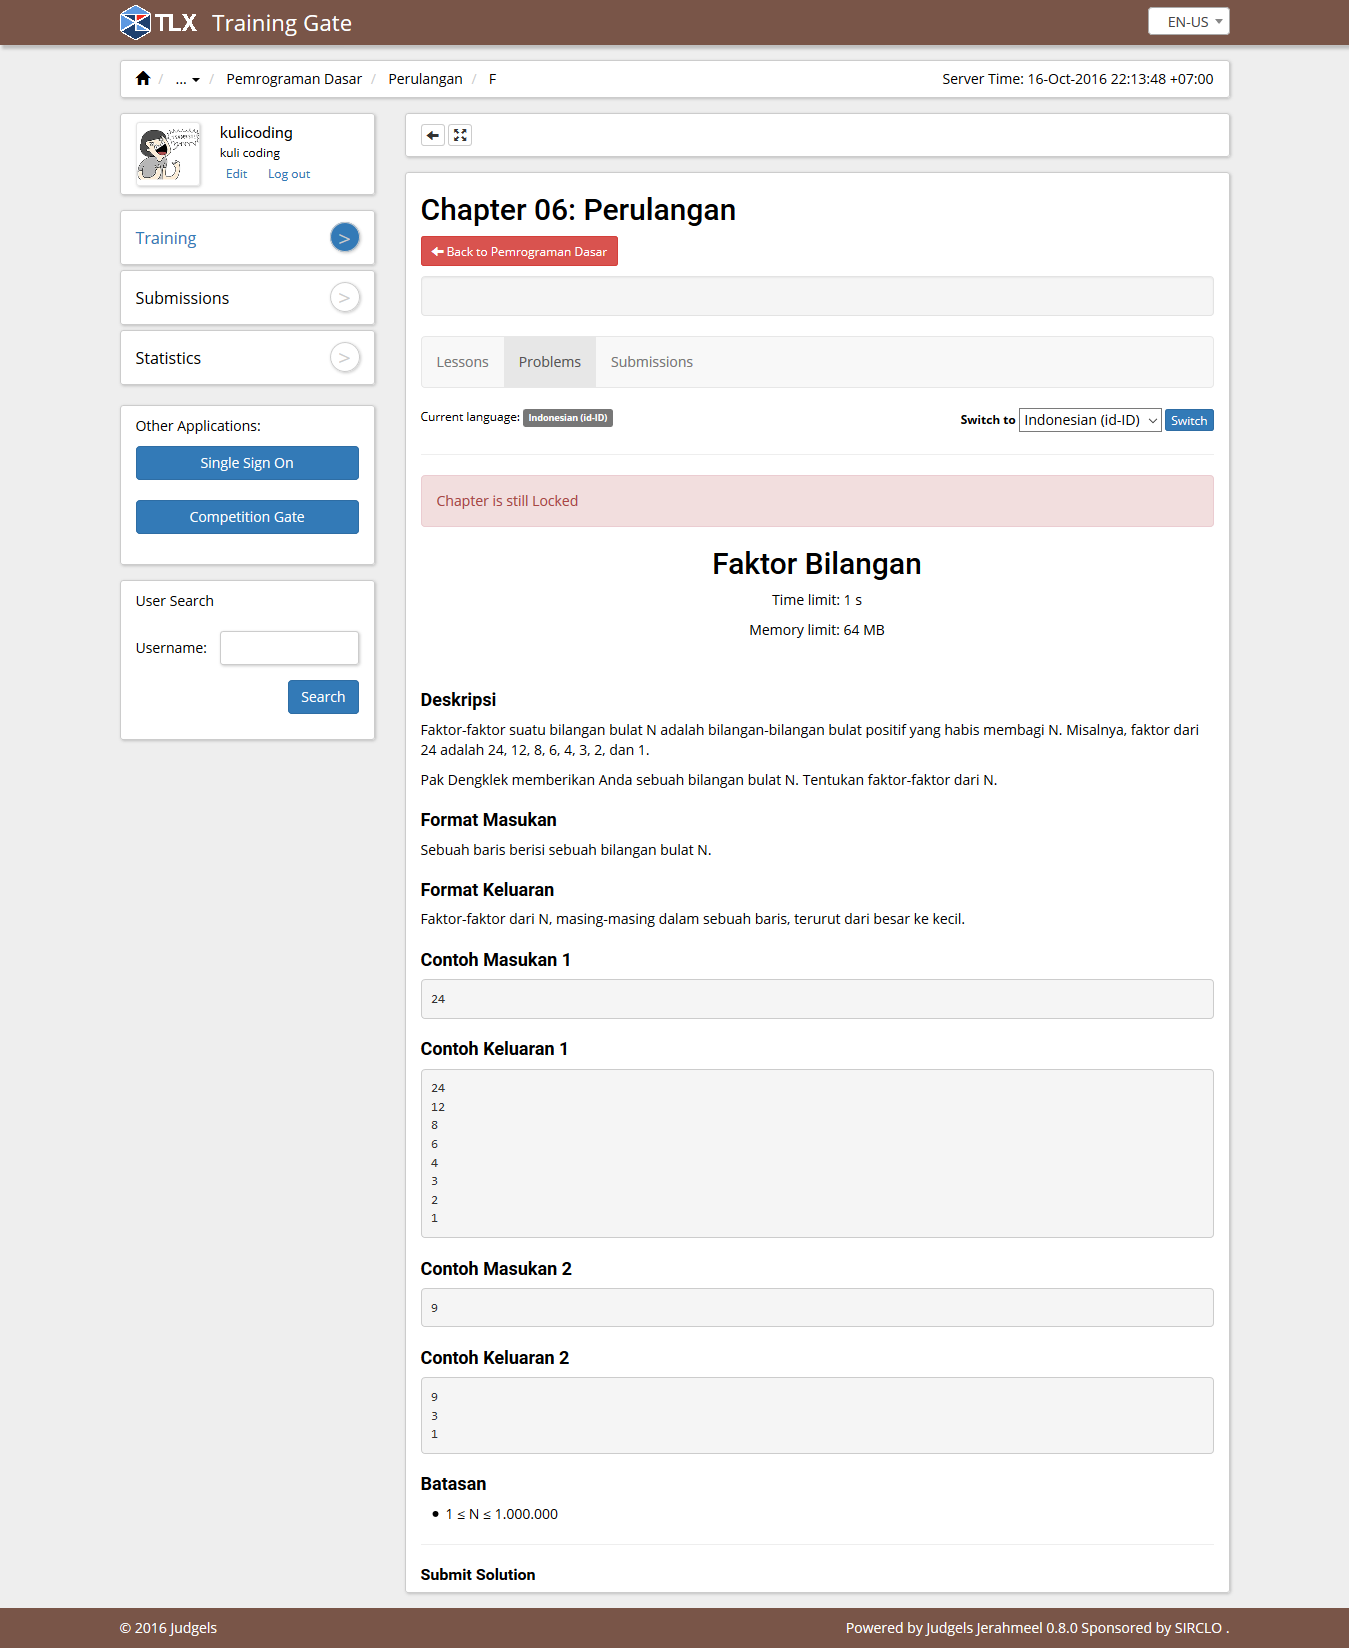 TLX Training Gate
EN-US
... / Pemrograman Dasar / Perulangan / F
Server Time: 16-Oct-2016 22:13:48 +07:00
kulicoding
kuli coding
Edit Log out
Training >
Submissions >
Statistics >
Other Applications:
Single Sign On
Competition Gate
User Search
Username:
Search
Chapter 06: Perulangan
Back to Pemrograman Dasar
Lessons Problems Submissions
Current language: Indonesian (id-ID)
Switch to Indonesian (id-ID) Switch
Chapter is still Locked
Faktor Bilangan
Time limit: 1 s
Memory limit: 64 MB
Deskripsi
Faktor-faktor suatu bilangan bulat N adalah bilangan-bilangan bulat positif yang habis membagi N. Misalnya, faktor dari
24 adalah 24, 12, 8, 6, 4, 3, 2, dan 1.
Pak Dengklek memberikan Anda sebuah bilangan bulat N. Tentukan faktor-faktor dari N.
Format Masukan
Sebuah baris berisi sebuah bilangan bulat N.
Format Keluaran
Faktor-faktor dari N, masing-masing dalam sebuah baris, terurut dari besar ke kecil.
Contoh Masukan 1
24
Contoh Keluaran 1
24
12
8
6
4
3
2
1
Contoh Masukan 2
9
Contoh Keluaran 2
9
3
1
Batasan
• 1 ≤ N ≤ 1.000.000
Submit Solution
© 2016 Judgels
Powered by Judgels Jerahmeel 0.8.0 Sponsored by SIRCLO .